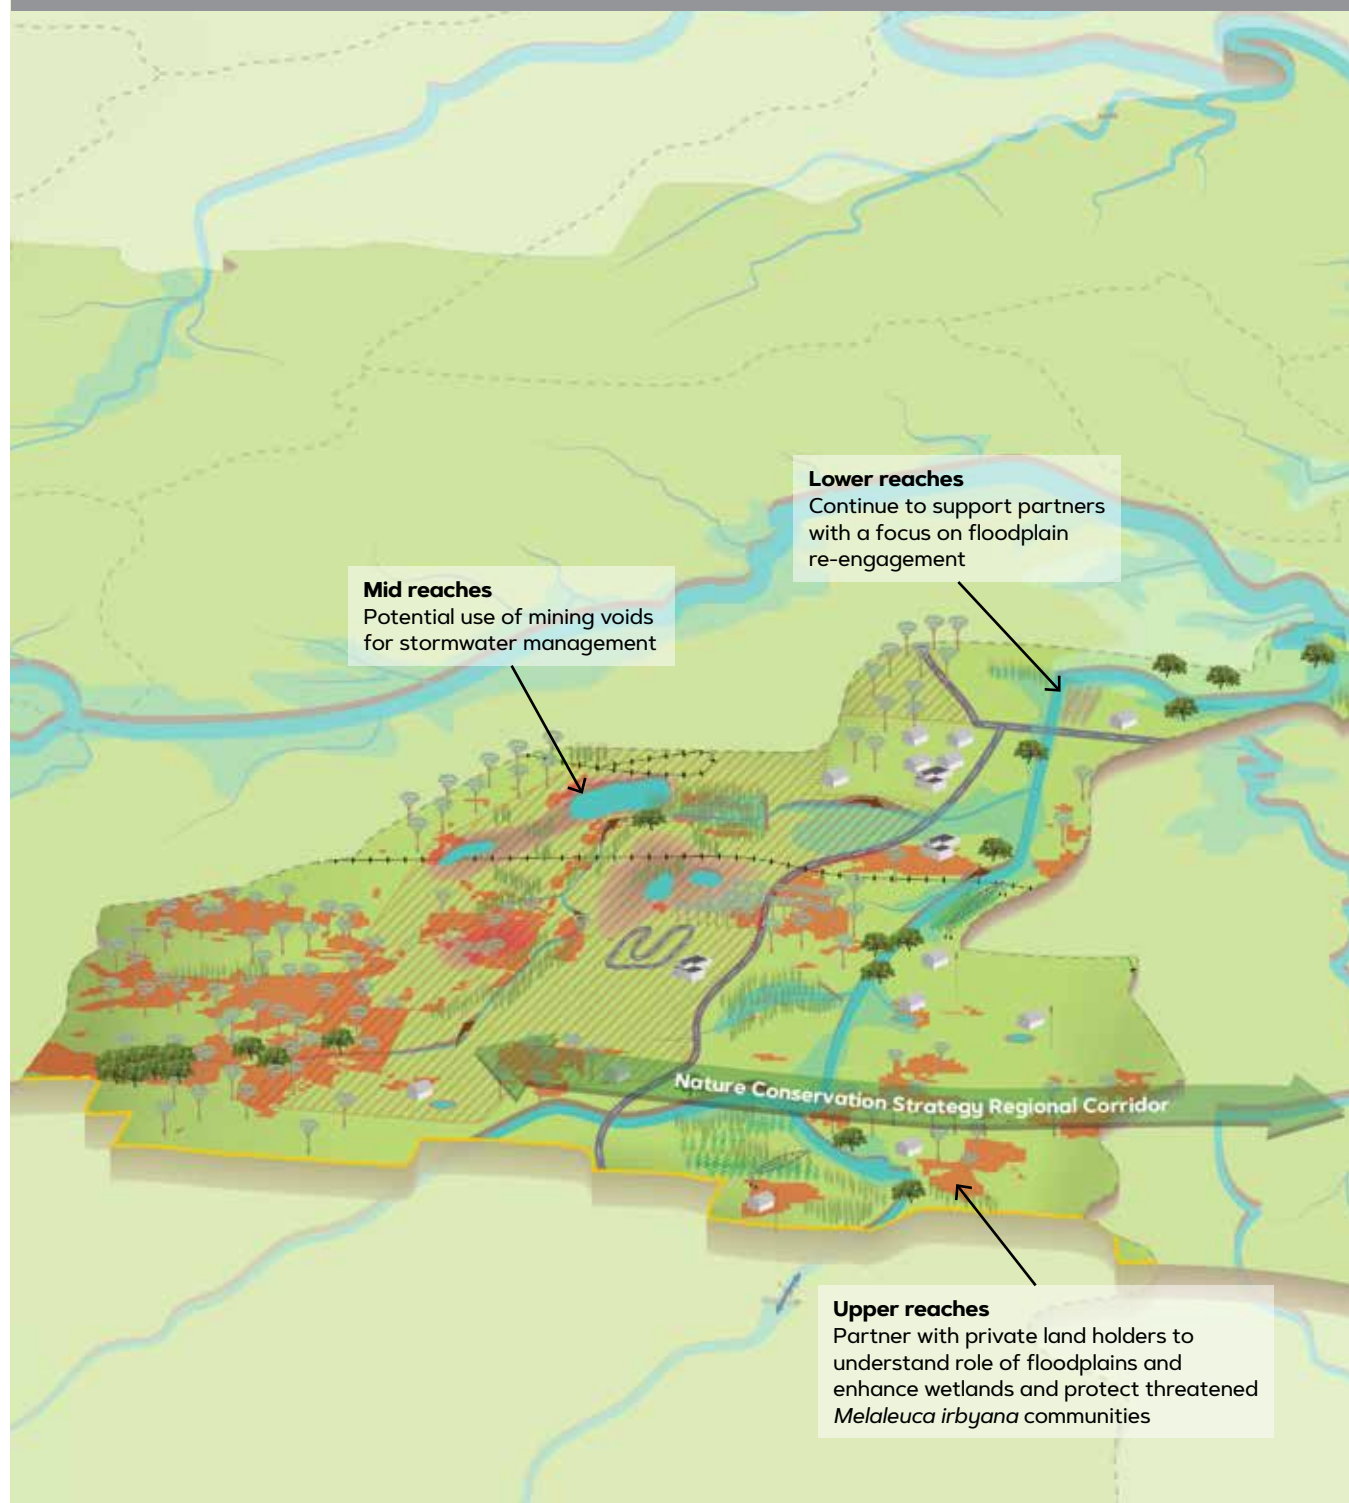 Lower reaches
Continue to support partners
with a focus on floodplain
re-engagement
Mid reaches
Potential use of mining voids
for stormwater management
Nature Conservation Strategy Regional Corridor
Upper reaches
Partner with private land holders to
understand role of floodplains and
enhance wetlands and protect threatened
Melaleuca irbyana communities